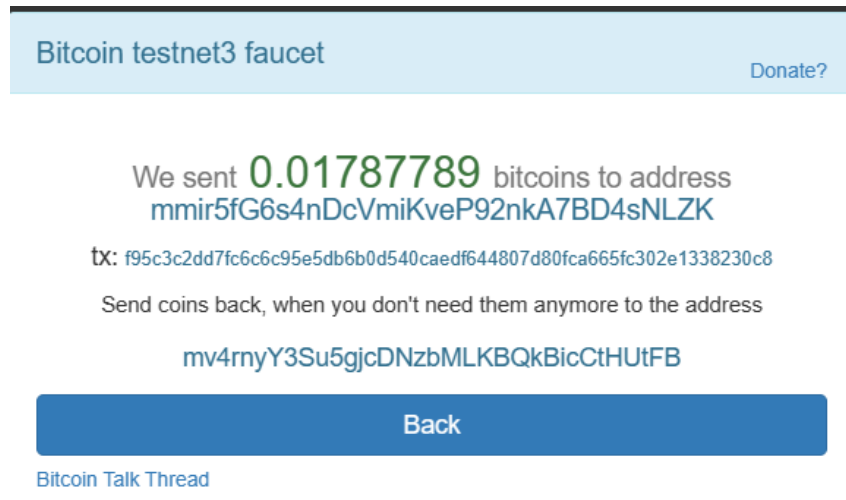 Bitcoin testnet3 faucet
Donate?
We sent 0.01787789 bitcoins to address
mmir5fG6s4nDcVmiKveP92nkA7BD4sNLZK
tx: f95c3c2dd7fc6c6c95e5db6b0d540caedf644807d80fca665fc302e1338230c8
Send coins back, when you don't need them anymore to the address
mv4rnyY3Su5gjcDNzbMLKBQkBicCtHUtFB
Back
Bitcoin Talk Thread